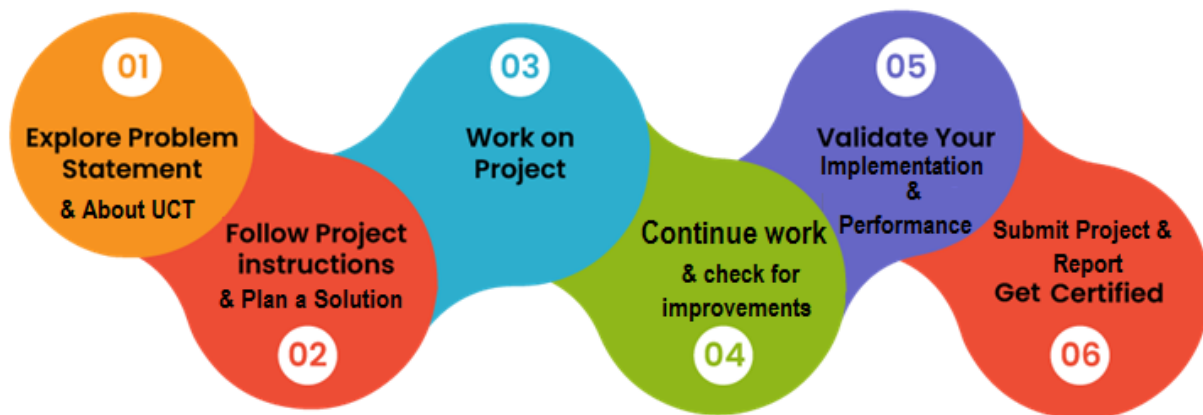 01
Explore Problem
Statement
& About UCT
Follow Project
instructions
& Plan a Solution
02
03
Work on
Project
Continue work
& check for
improvements
04
05
Validate Your
Implementation
&
Performance
Submit Project &
Report
Get Certified
06